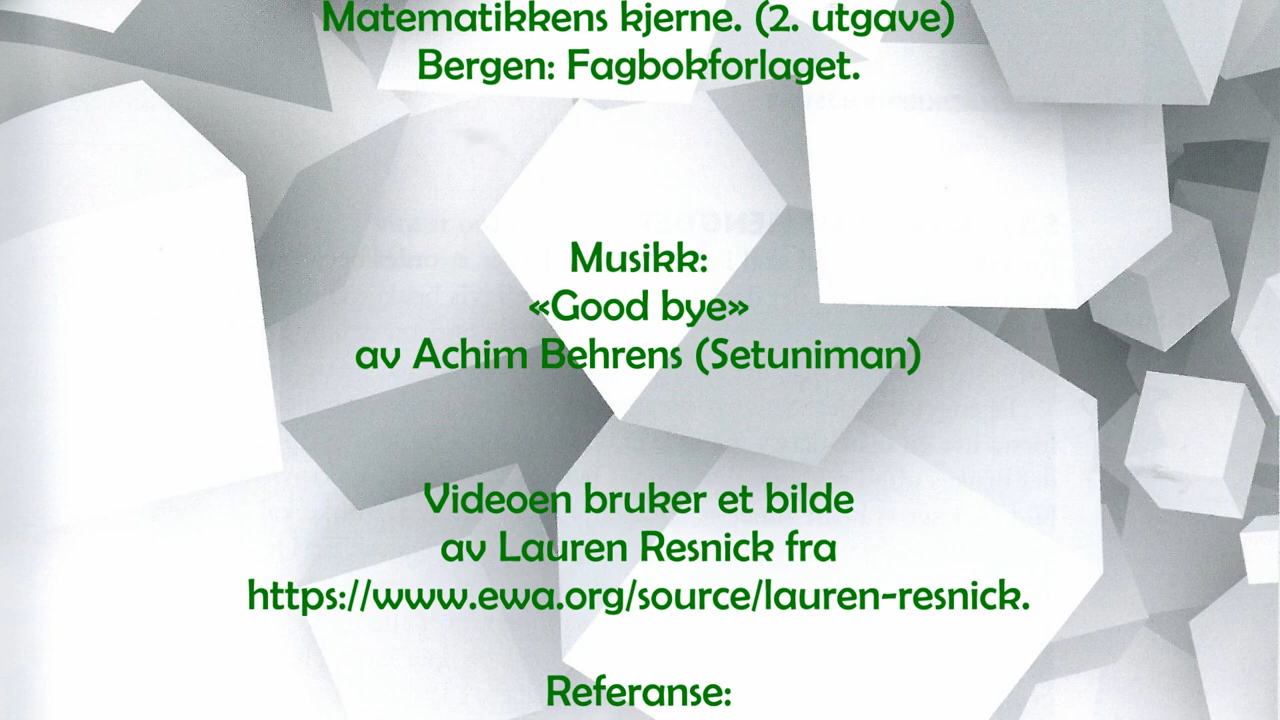 Matematikkens kjerne. (2. utgave)
Bergen: Fagbokforlaget.
Musikk:
«Good bye»
av Achim Behrens (Setuniman)
Videoen bruker et bilde
av Lauren Resnick fra
https://www.ewa.org/source/lauren-resnick.
Referanse: